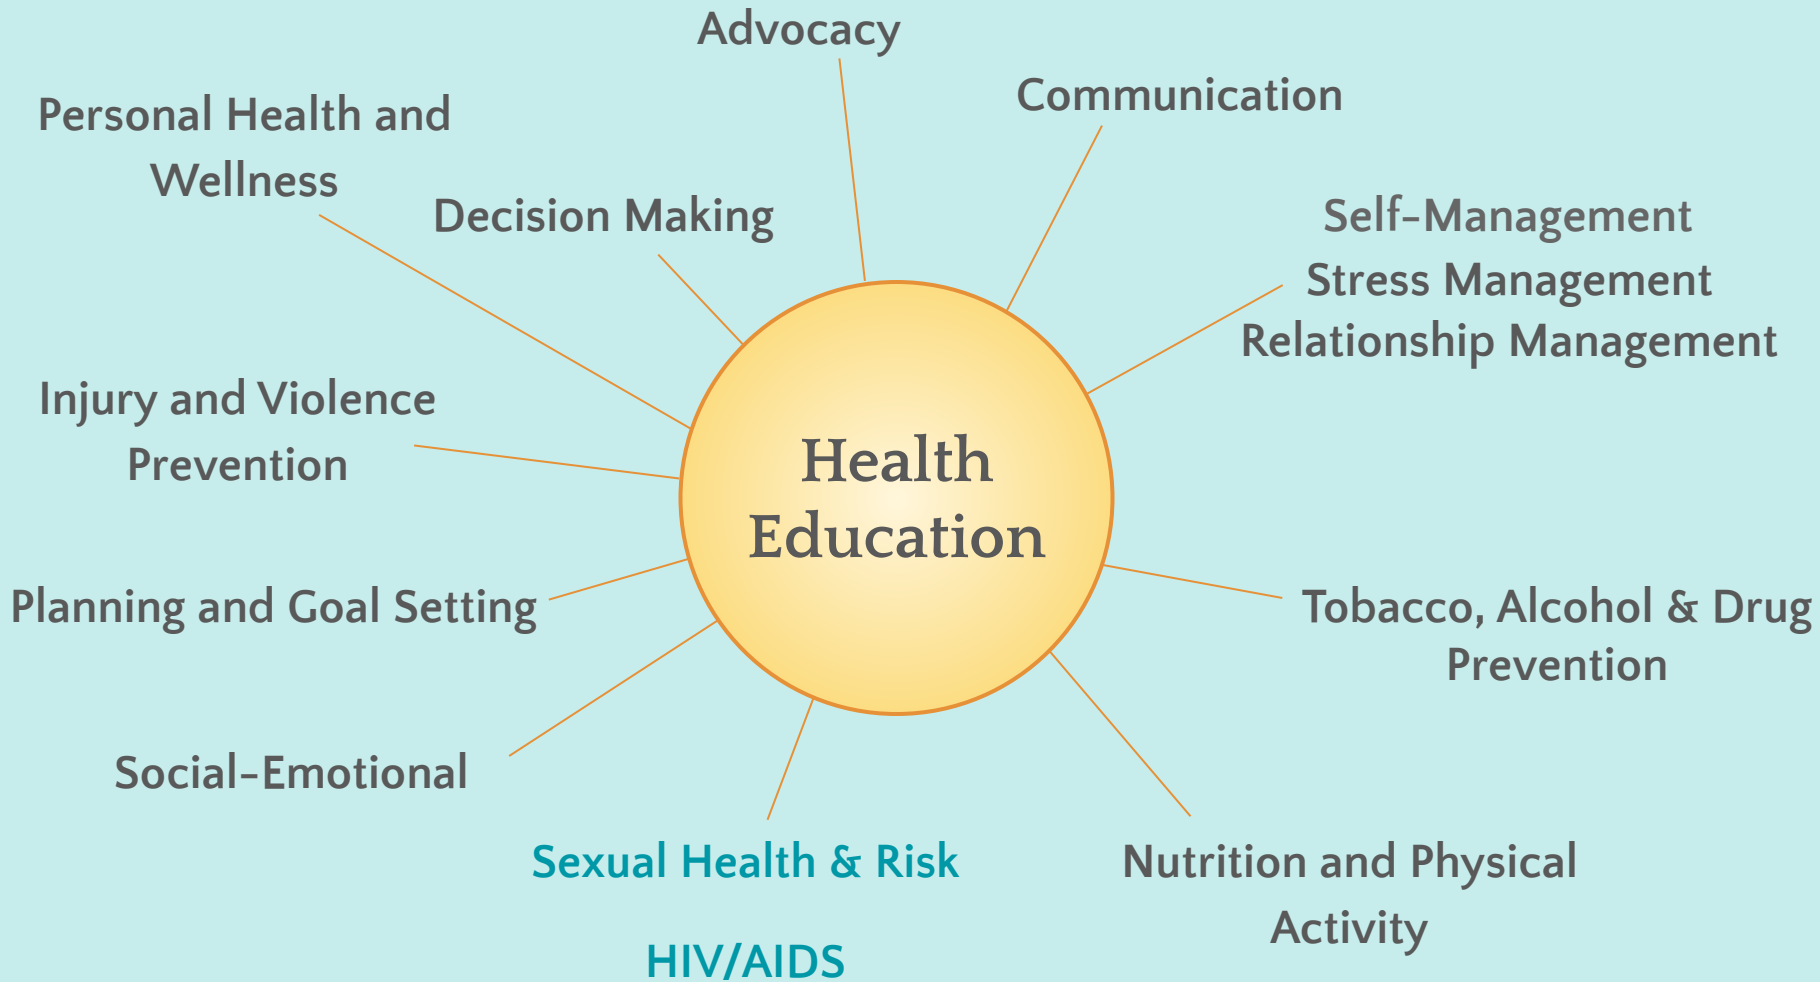 Advocacy
Communication
Personal Health and
Wellness
Decision Making
Self-Management
Stress Management
Relationship Management
Injury and Violence
Prevention
Health
Education
Planning and Goal Setting
Tobacco, Alcohol & Drug
Prevention
Social-Emotional
Sexual Health & Risk
HIV/AIDS
Nutrition and Physical
Activity